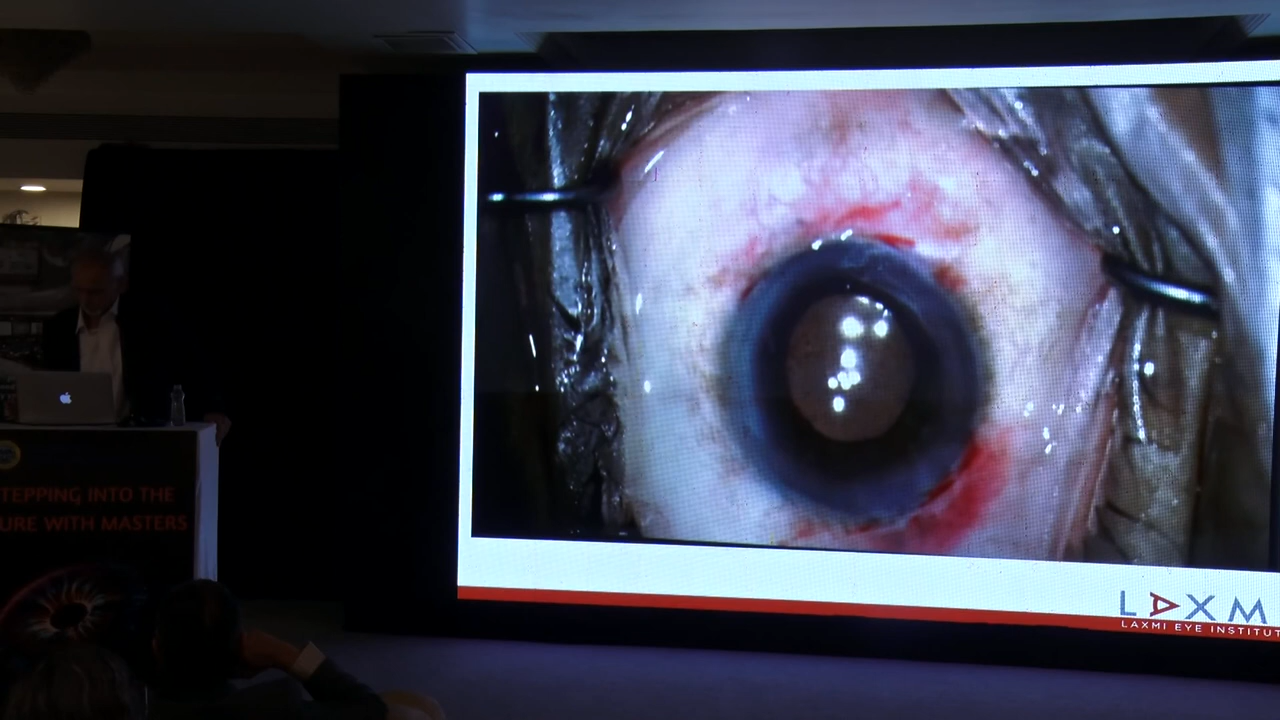 TEPPING INTO THE
URE WITH MASTERS
LAXM
LAXMI EYE INSTITUT